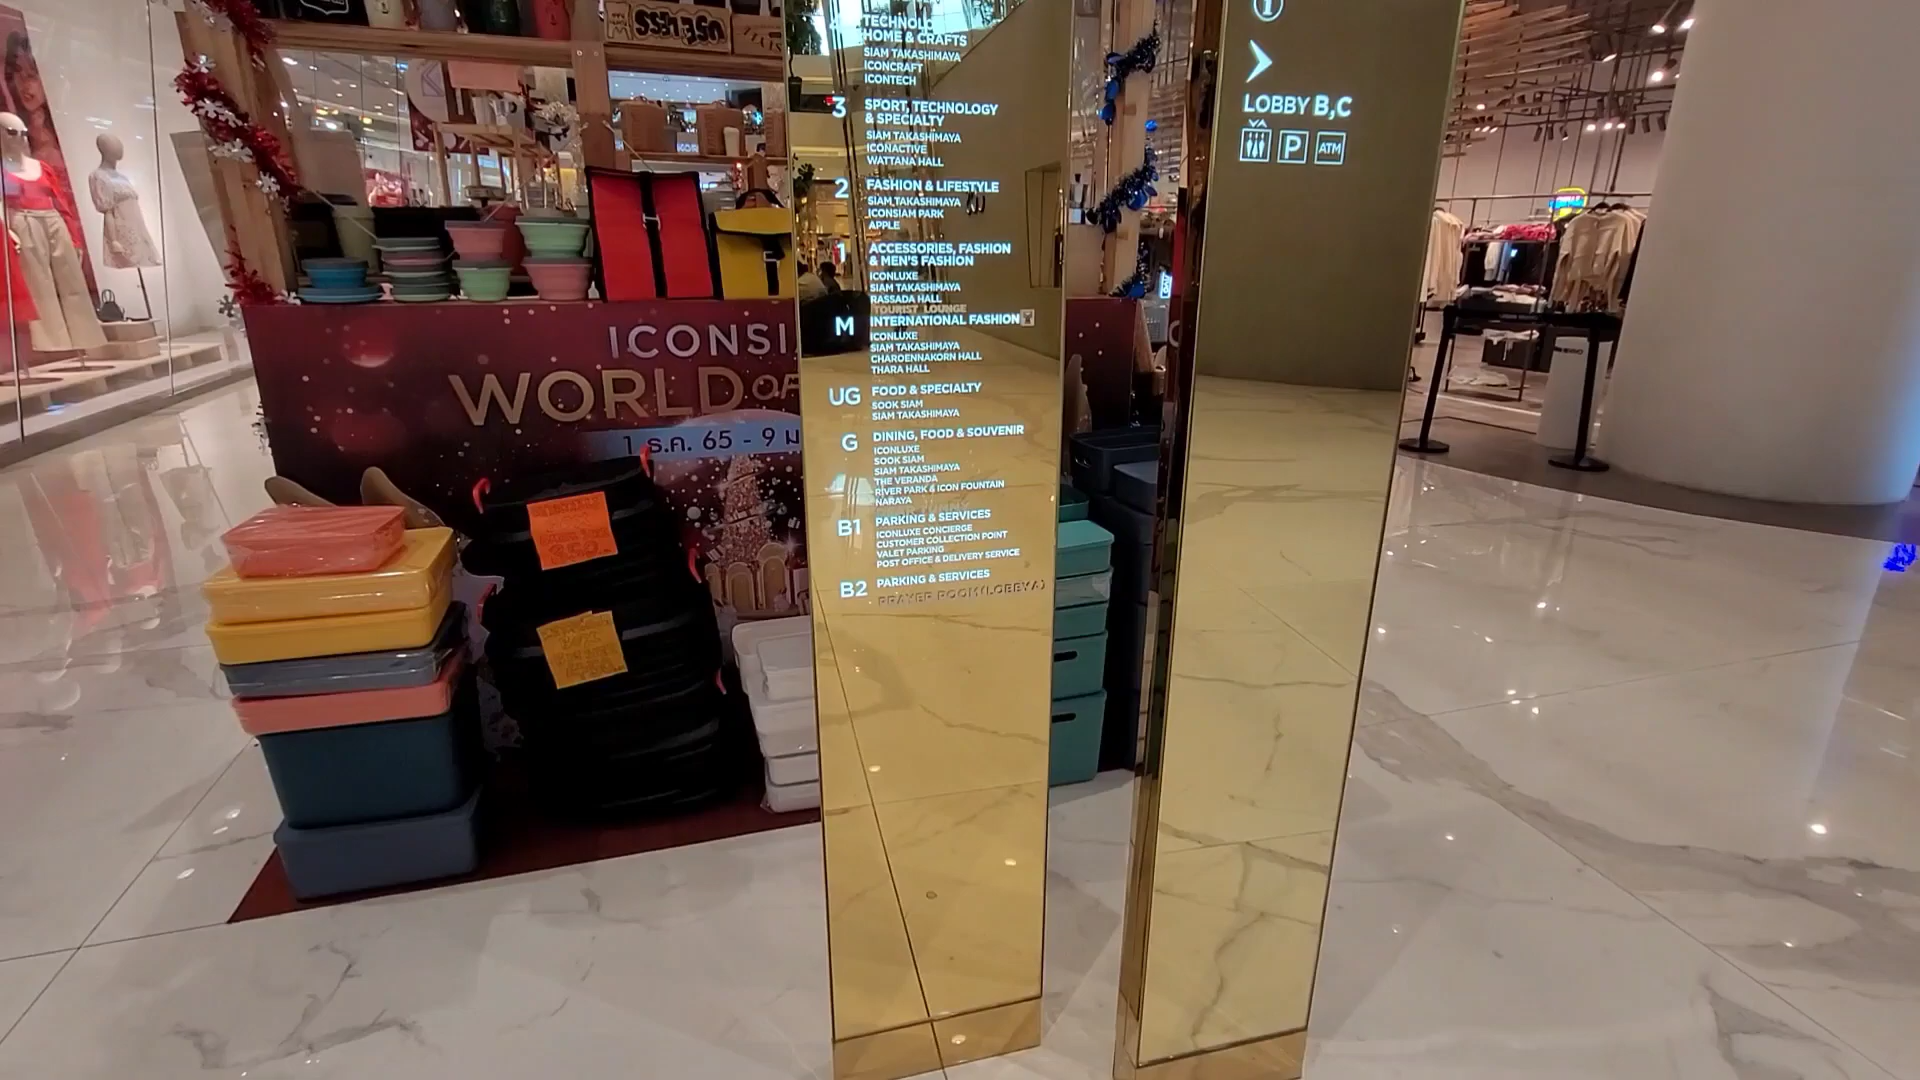 USELESS
TECHNOLO
HOME & CRAFTS
SIAM TAKASHIMAYA
ICONCRAFT
ICONTECH
3
SPORT, TECHNOLOGY
& SPECIALTY
SIAM TAKASHIMAYA
ICONACTIVE
WATTANA HALL
2
FASHION & LIFESTYLE
SIAM TAKASHIMAYA
ICONSIAM PARK
APPLE
1
ACCESSORIES, FASHION
& MEN'S FASHION
ICONLUXE
SIAM TAKASHIMAYA
RASSADA HALL
TOURIST LOUNGE
M
INTERNATIONAL FASHION
ICONLUXE
SIAM TAKASHIMAYA
CHAROENNAKORN HALL
THARA HALL
UG
FOOD & SPECIALTY
SOOK SIAM
SIAM TAKASHIMAYA
G
DINING, FOOD & SOUVENIR
ICONLUXE
SOOK SIAM
SIAM TAKASHIMAYA
THE VERANDA
RIVER PARK & ICON FOUNTAIN
NARAYA
B1
PARKING & SERVICES
ICONLUXE CONCIERGE
CUSTOMER COLLECTION POINT
VALET PARKING
POST OFFICE & DELIVERY SERVICE
B2
PARKING & SERVICES
PRAYER ROOM (LOBBY A)
LOBBY B,C
P
ATM
ICONSI
WORLD OF
1 ธ.ค. 65 - 9 ม